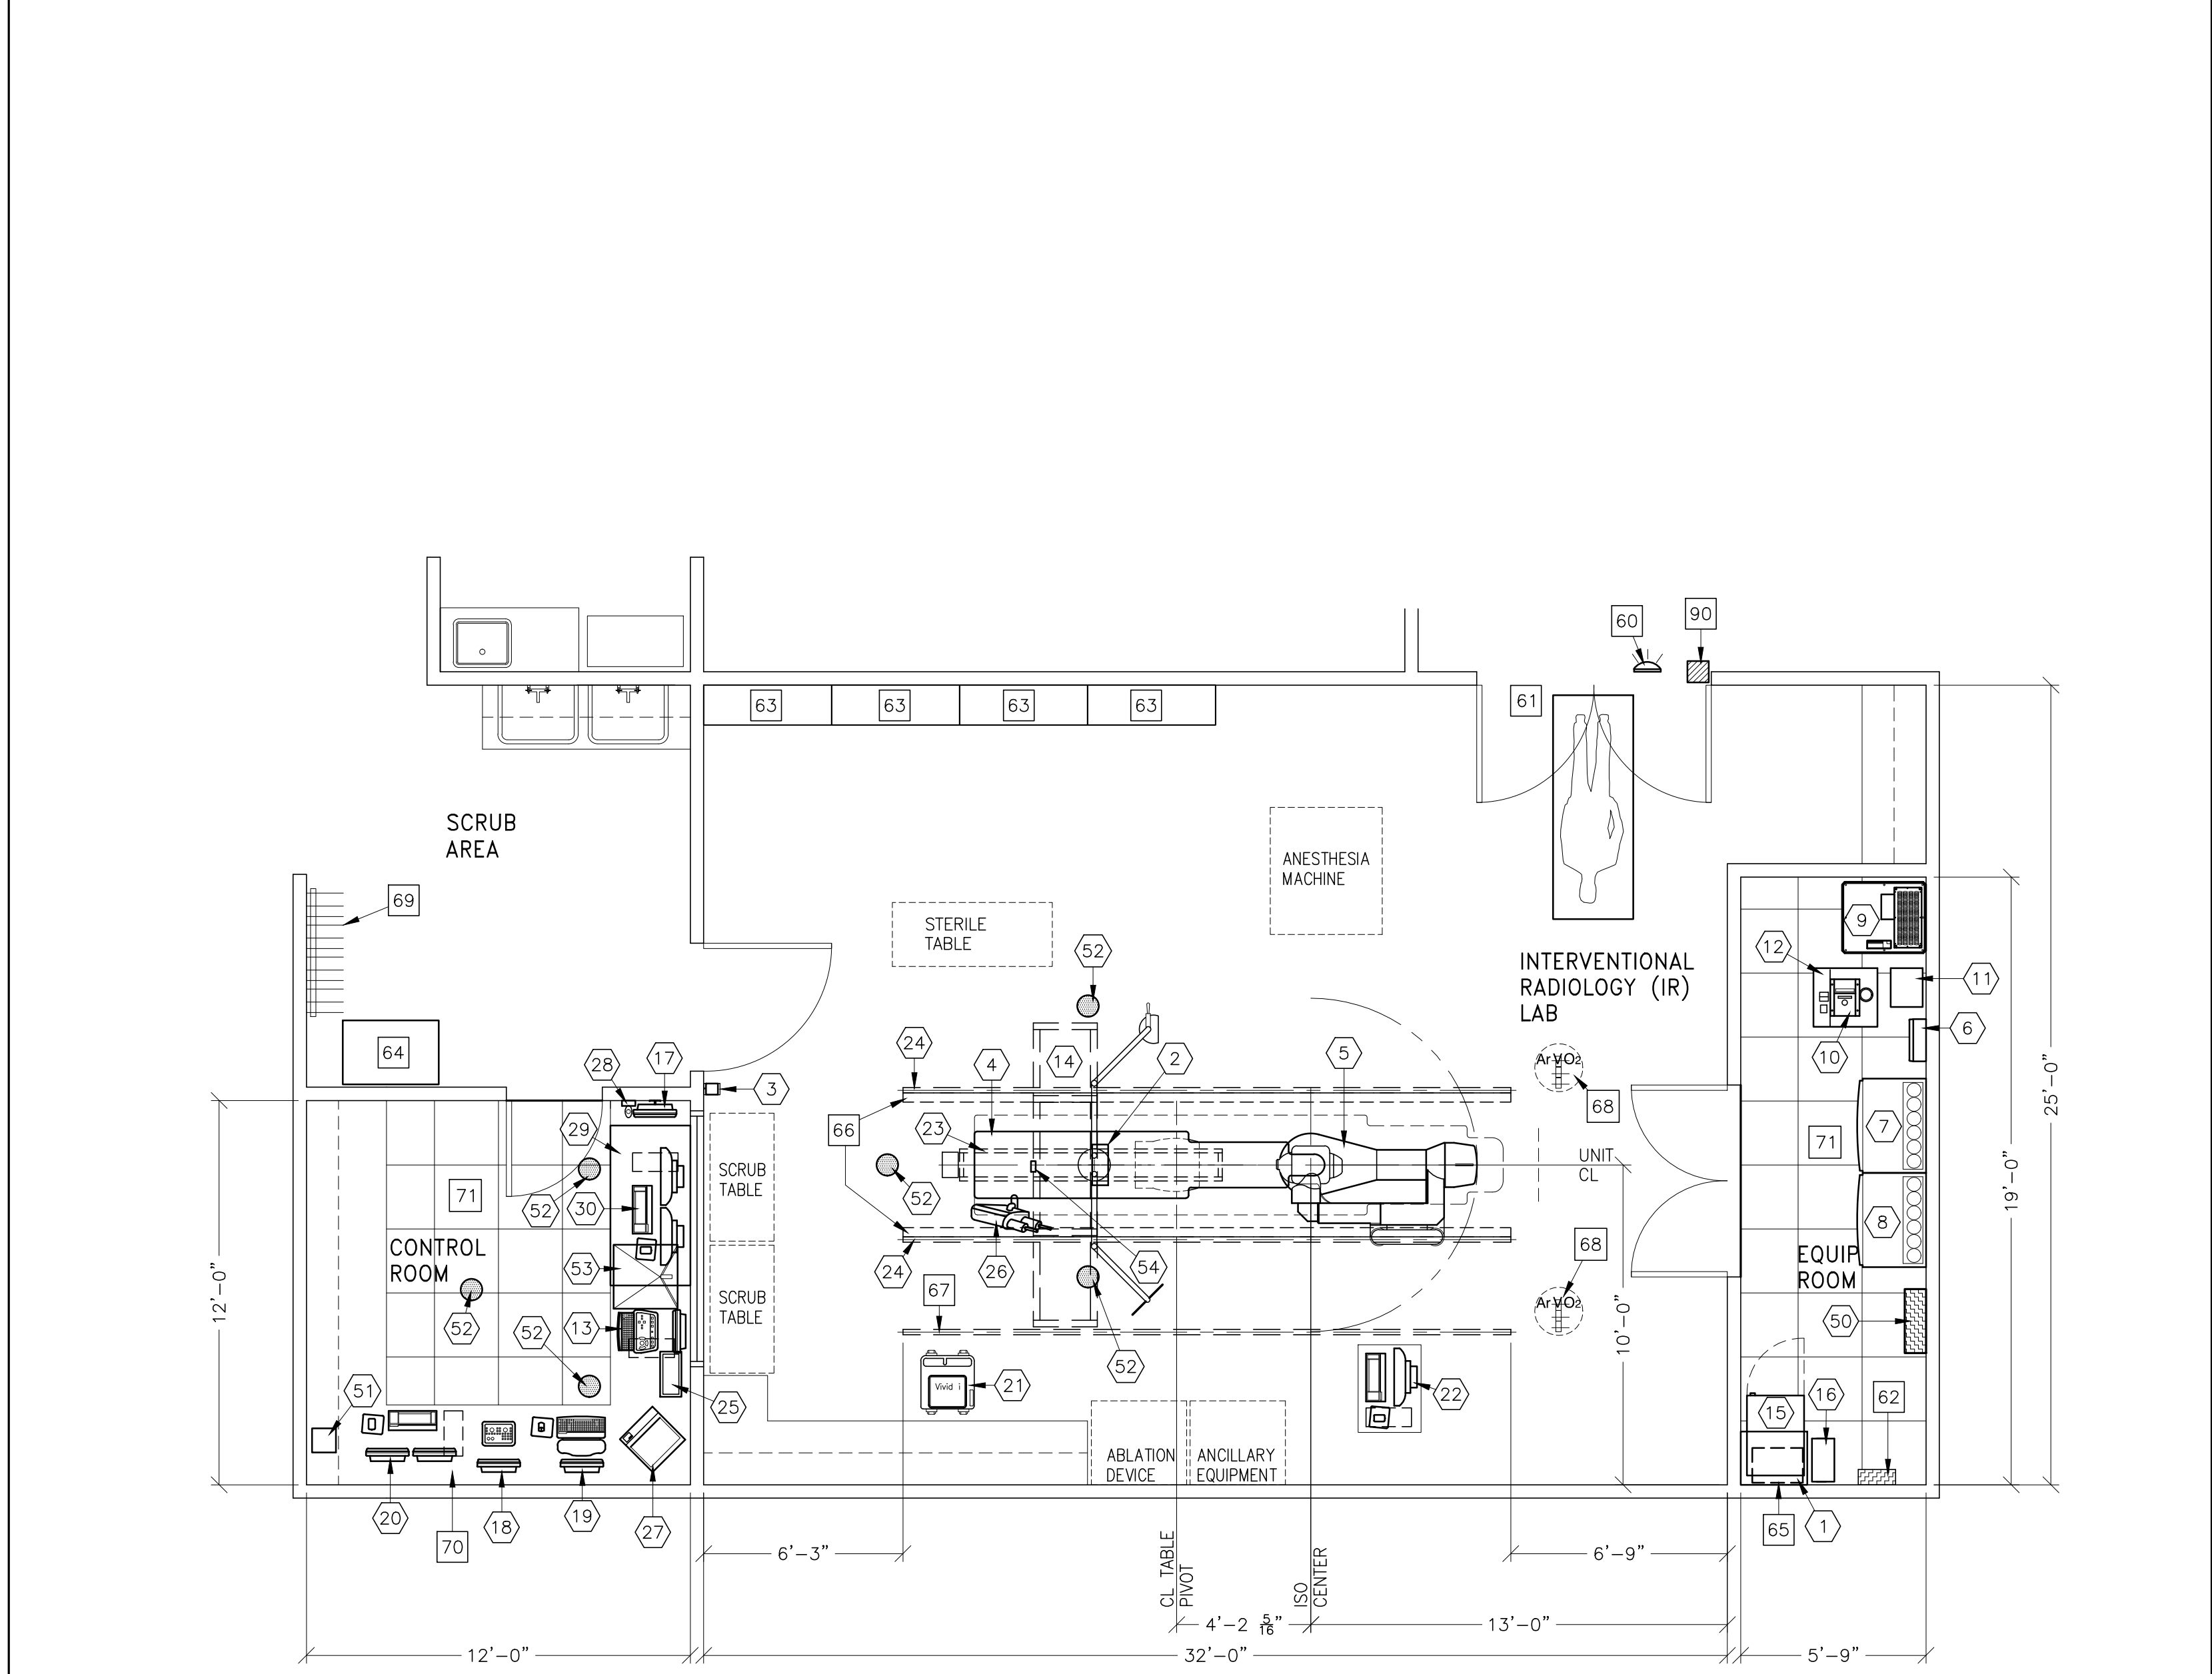 60
90
63
63
63
63
61
SCRUB
AREA
ANESTHESIA
MACHINE
69
STERILE
TABLE
9
52
12
INTERVENTIONAL
RADIOLOGY (IR)
LAB
11
6
24
64
28
17
4
14
2
5
ArVO2
10
25'-0"
3
68
66
23
29
7
71
SCRUB
TABLE
UNIT
CL
19'-0"
71
52
30
52
8
CONTROL
ROOM
53
24
26
54
68
EQUIP
ROOM
12'-0"
67
SCRUB
TABLE
ArVO2
50
52
52
13
10'-0"
52
51
25
Vivid i
21
22
16
62
15
ABLATION
DEVICE
ANCILLARY
EQUIPMENT
20
18
19
27
70
65
1
6'-3"
6'-9"
CL TABLE
PIVOT
ISO
CENTER
4'-2 5/16"
13'-0"
12'-0"
32'-0"
5'-9"